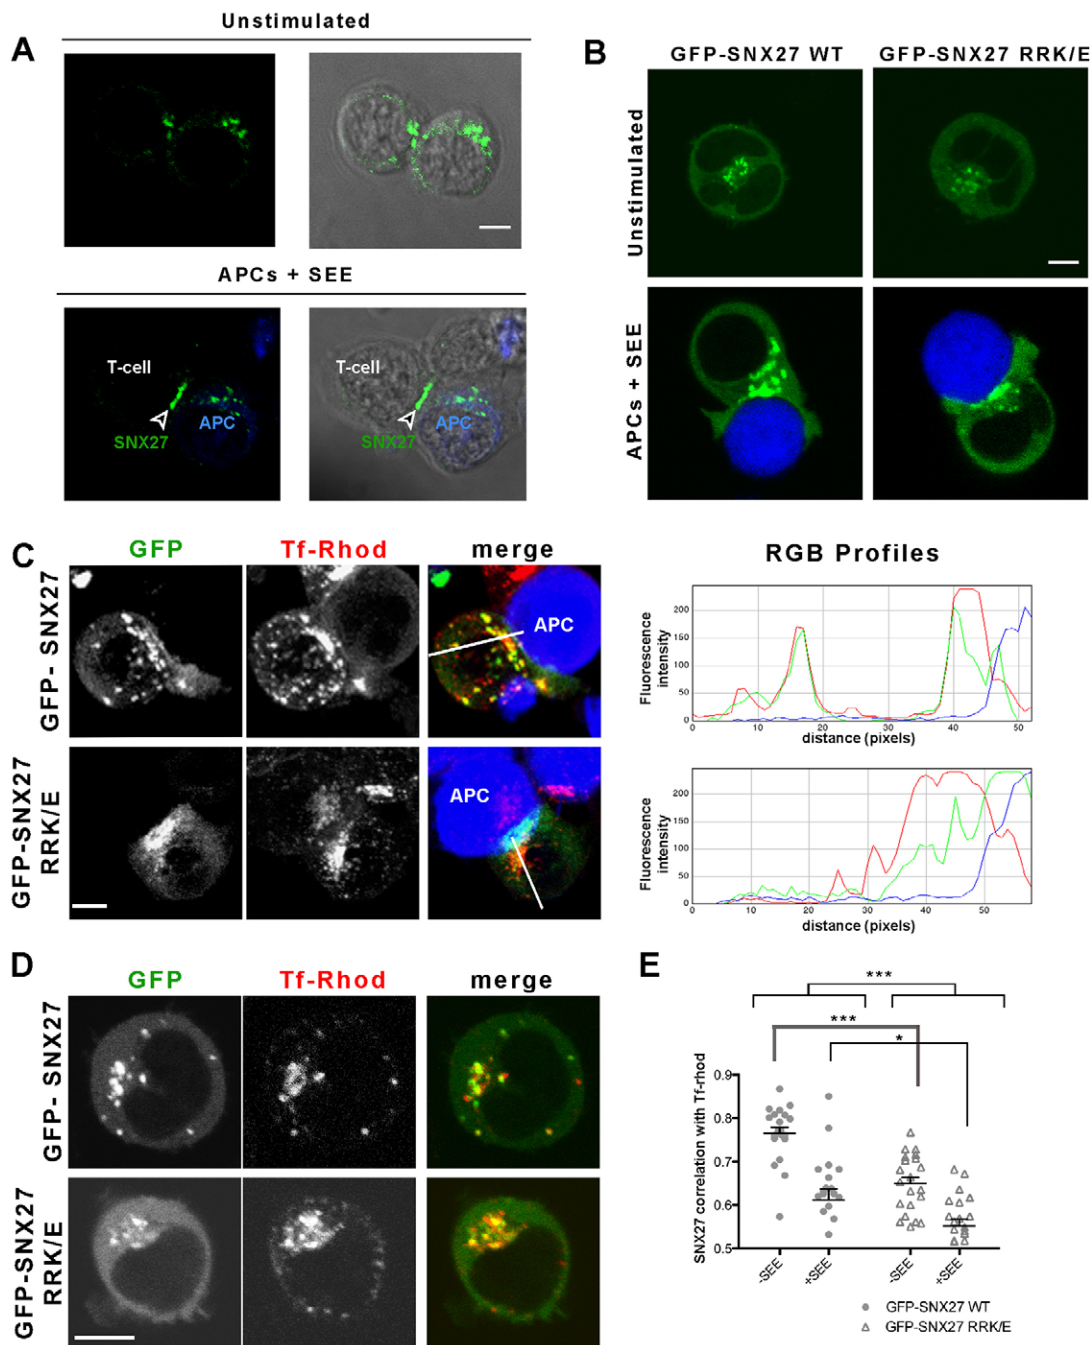 A
Unstimulated
APCs + SEE
T-cell
SNX27
APC
T-cell
SNX27
APC
B
GFP-SNX27 WT
GFP-SNX27 RRK/E
Unstimulated
APCs + SEE
C
GFP
Tf-Rhod
merge
GFP- SNX27
APC
GFP-SNX27
RRK/E
APC
RGB Profiles
Fluorescence
intensity
200
150
100
50
0
0 10 20 30 40 50
distance (pixels)
Fluorescence
intensity
200
150
100
50
0
0 10 20 30 40 50
distance (pixels)
D
GFP
Tf-Rhod
merge
GFP- SNX27
GFP-SNX27
RRK/E
E
***
***
*
SNX27 correlation with Tf-rhod
0.9
0.8
0.7
0.6
0.5
-SEE
+SEE
-SEE
+SEE
GFP-SNX27 WT
GFP-SNX27 RRK/E